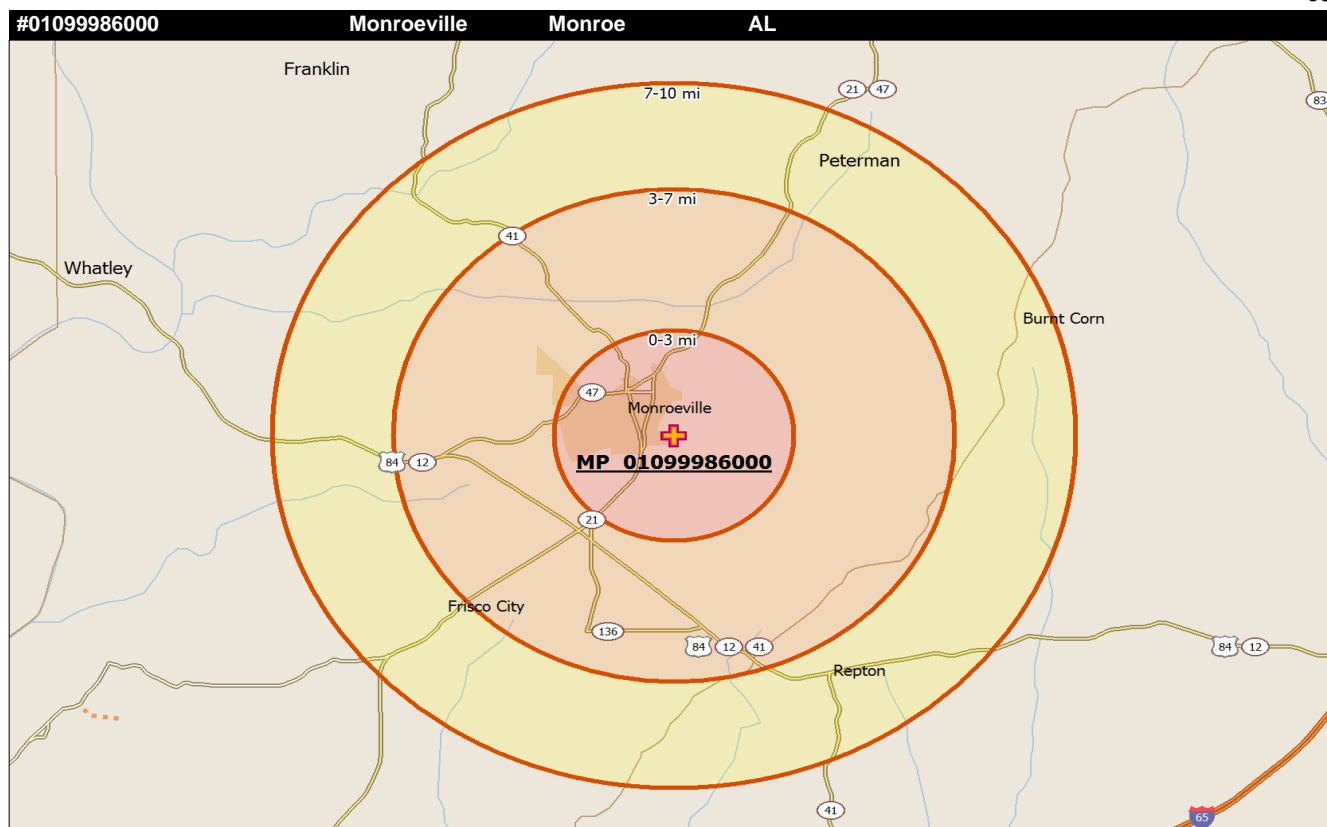 #01099986000 Monroeville Monroe AL
Franklin
7-10 mi
21 47
83
Peterman
3-7 mi
41
Whatley
Burnt Corn
0-3 mi
47
Monroeville
84 12
MP_01099986000
21
Frisco City
136
84 12 41
84 12
Repton
41
65